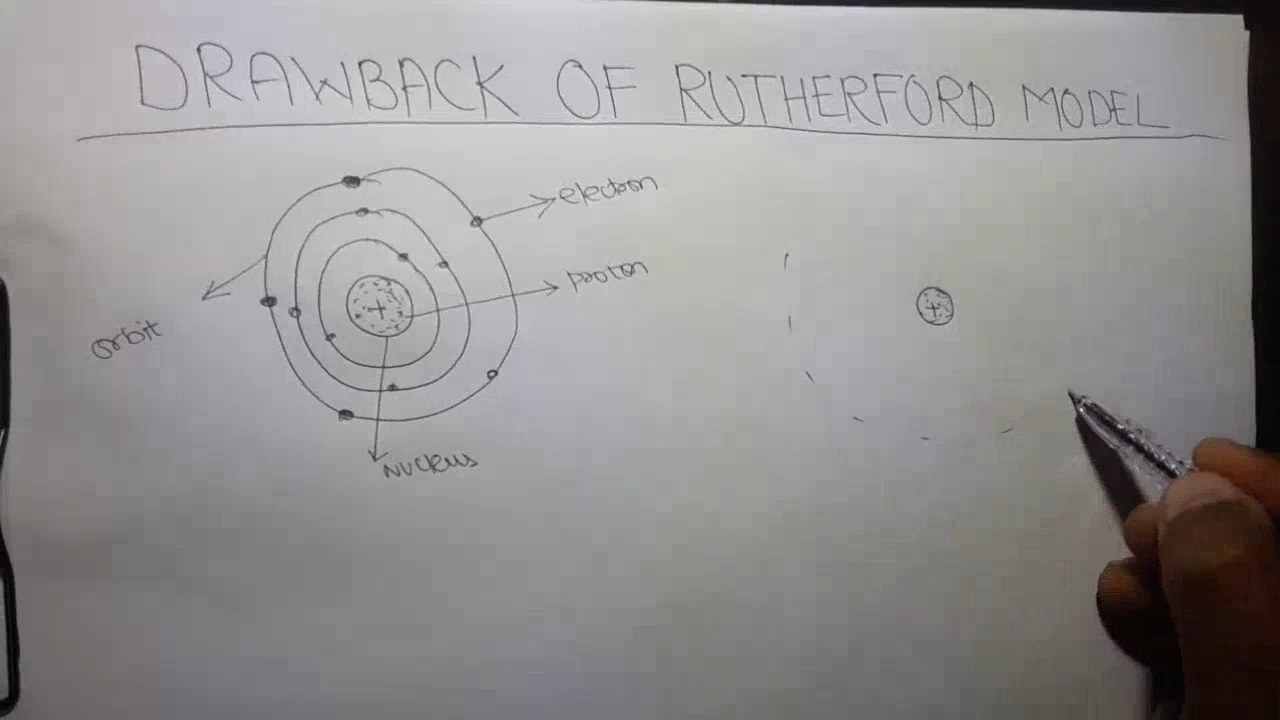 DRAWBACK OF RUTHERFORD MODEL
electron
proton
orbit
+
+
Nucleus